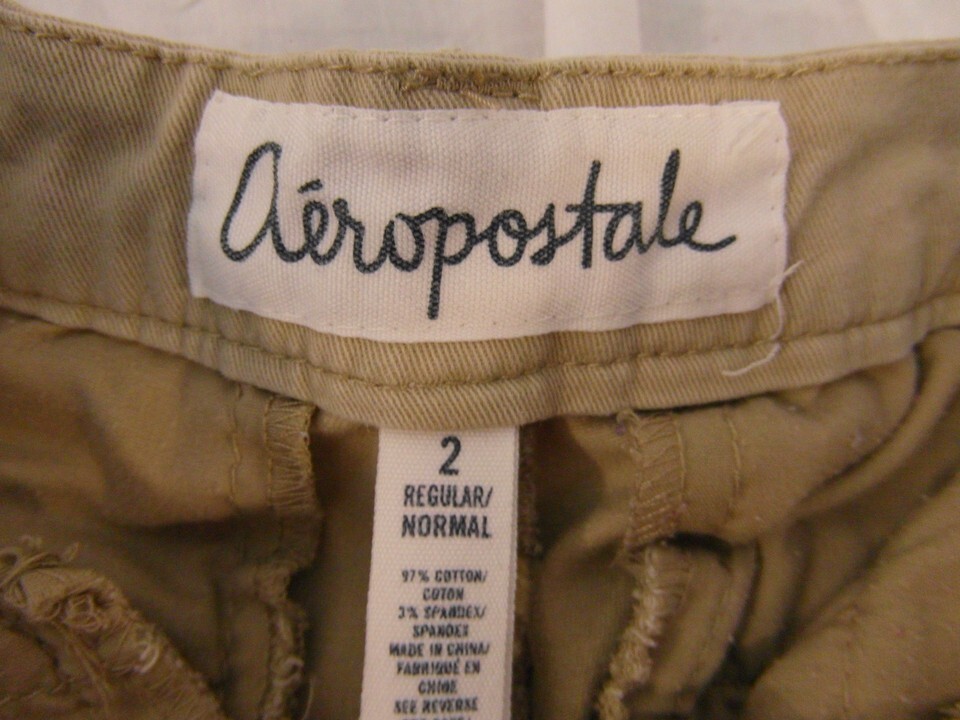 Aéropostale
2
REGULAR/
NORMAL
97% COTTON/
COTON
3% SPANDEX/
SPANDEX
MADE IN CHINA/
FABRIQUÉ EN
CHINE
SEE REVERSE